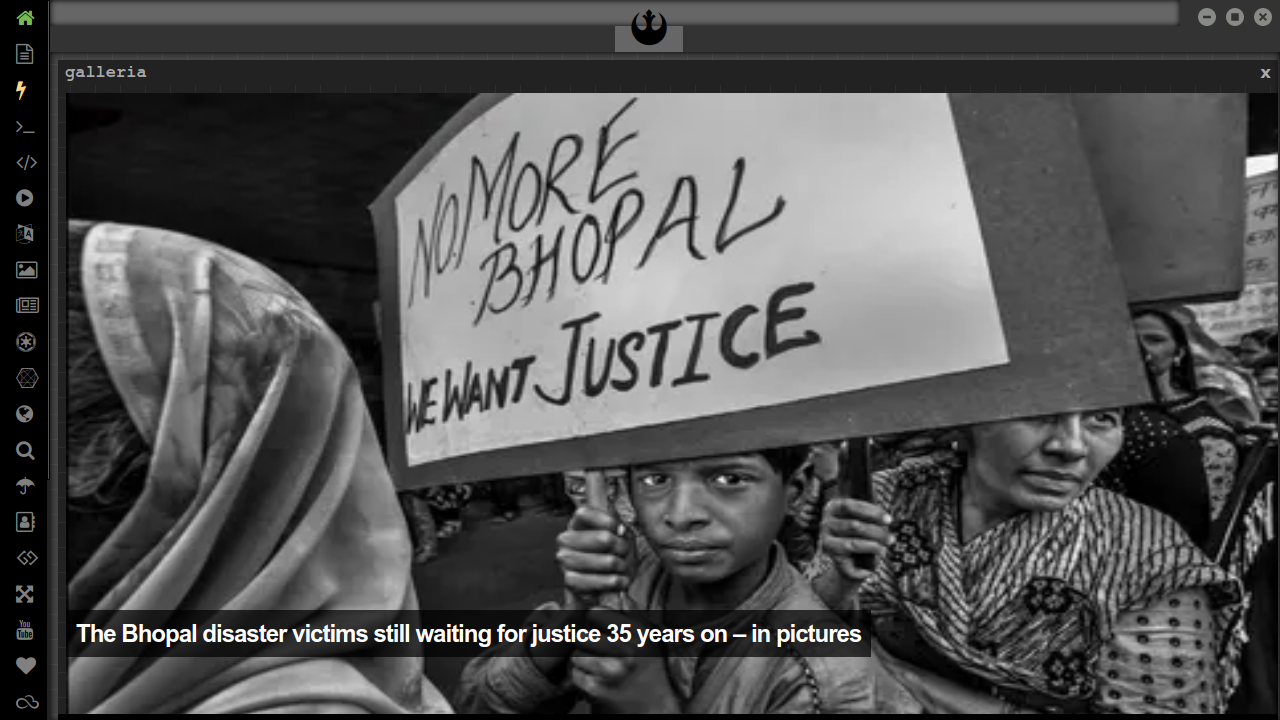 galleria
x
NO MORE
BHOPAL
WE WANT JUSTICE
The Bhopal disaster victims still waiting for justice 35 years on – in pictures
You
Tube